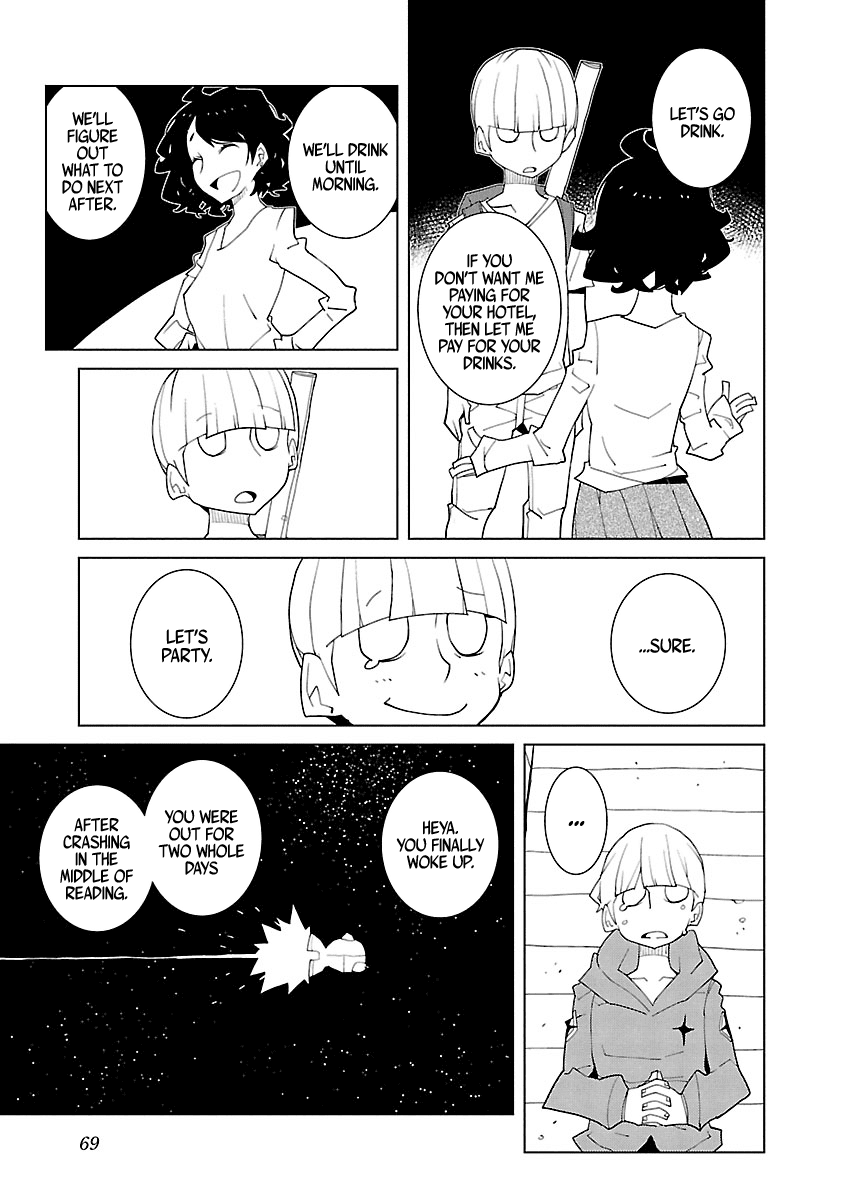 LET'S GO
DRINK.
IF YOU
DON'T WANT ME
PAYING FOR
YOUR HOTEL,
THEN LET ME
PAY FOR YOUR
DRINKS.
WE'LL DRINK
UNTIL
MORNING.
WE'LL
FIGURE
OUT
WHAT TO
DO NEXT
AFTER.
...SURE.
LET'S
PARTY.
...
HEYA.
YOU FINALLY
WOKE UP.
YOU WERE
OUT FOR
TWO WHOLE
DAYS
AFTER
CRASHING
IN THE
MIDDLE OF
READING.
69